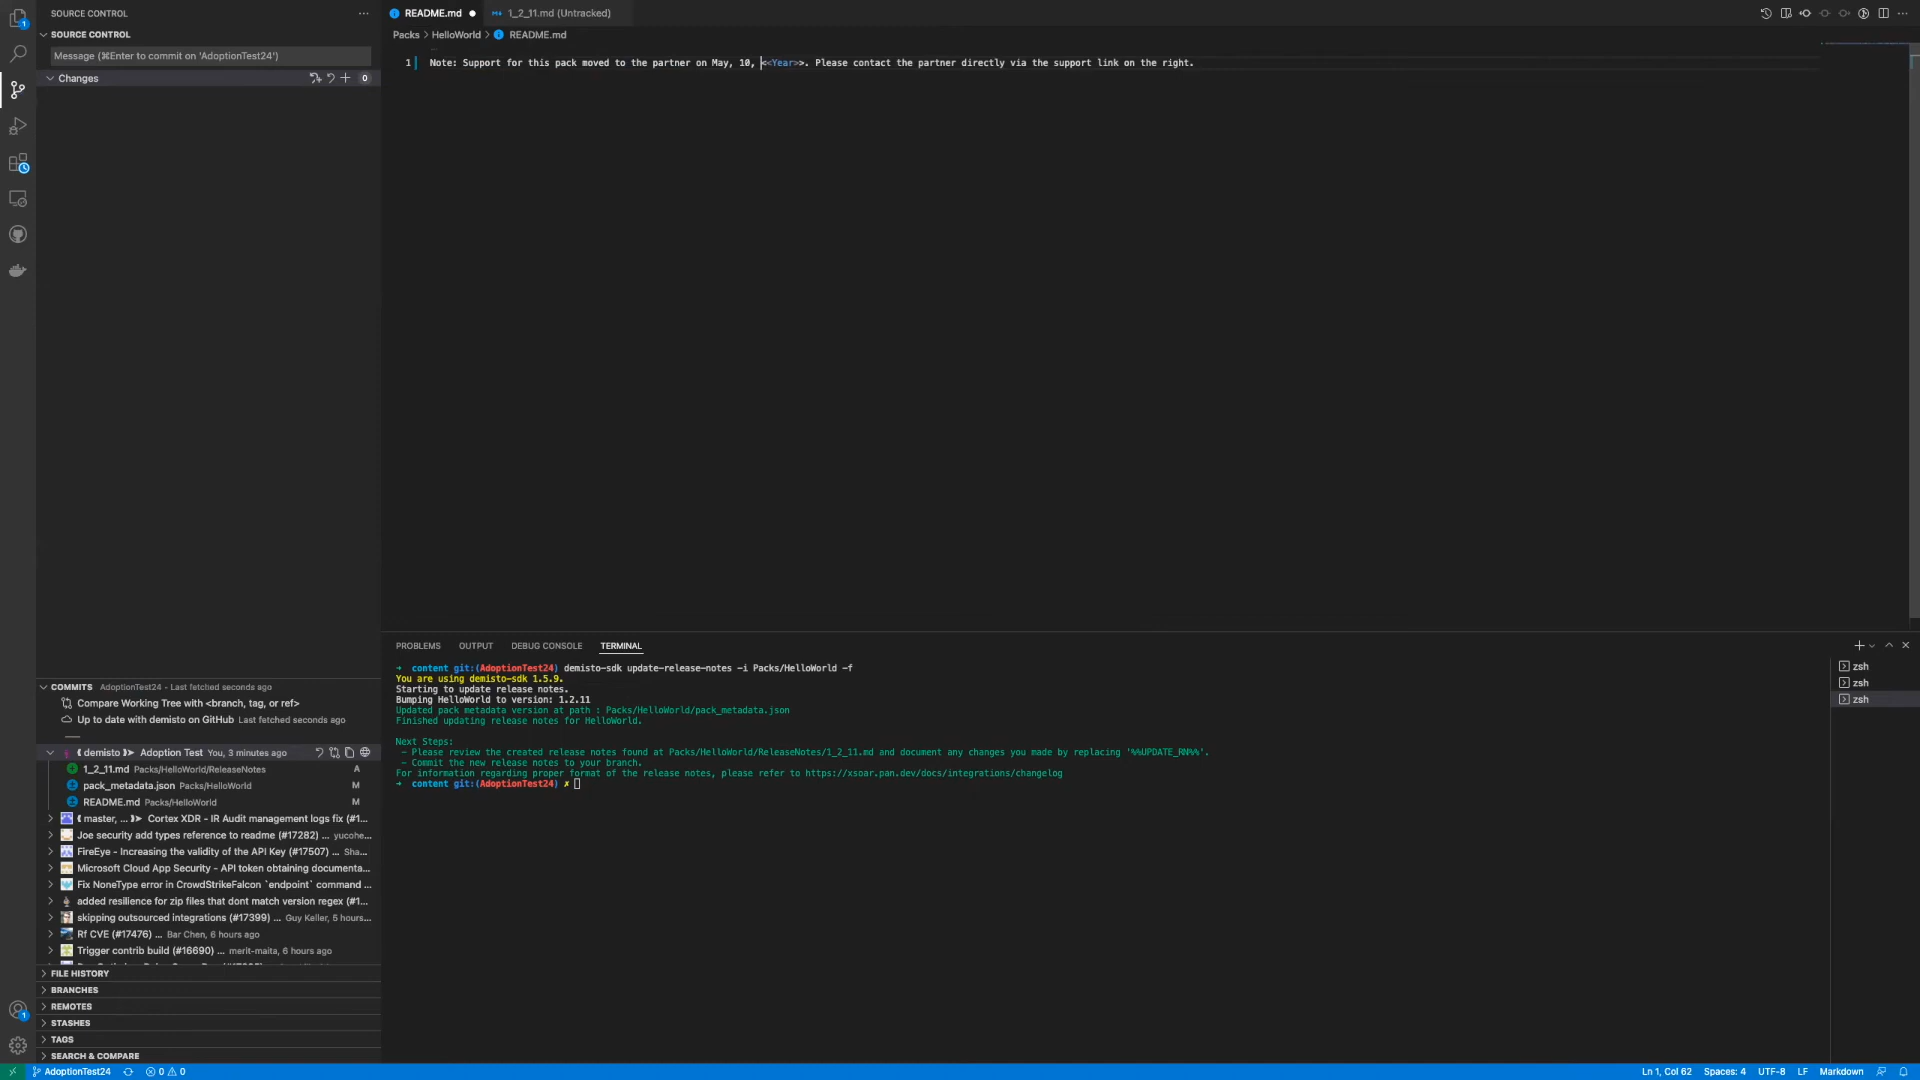 SOURCE CONTROL
SOURCE CONTROL
Message (⌘Enter to commit on 'AdoptionTest24')
Changes
0
COMMITS AdoptionTest24 - Last fetched seconds ago
Compare Working Tree with <branch, tag, or ref>
Up to date with demisto on GitHub Last fetched seconds ago
demisto Adoption Test You, 3 minutes ago
1_2_11.md Packs/HelloWorld/ReleaseNotes A
pack_metadata.json Packs/HelloWorld M
README.md Packs/HelloWorld M
master, ... Cortex XDR - IR Audit management logs fix (#1...
Joe security add types reference to readme (#17282) ... yucohe...
FireEye - Increasing the validity of the API Key (#17507) ... Sha...
Microsoft Cloud App Security - API token obtaining documenta...
Fix NoneType error in CrowdStrikeFalcon `endpoint` command ...
added resilience for zip files that dont match version regex (#1...
skipping outsourced integrations (#17399) ... Guy Keller, 6 hours...
Rf CVE (#17476) ... Bar Chen, 6 hours ago
Trigger contrib build (#16690) ... merit-maita, 6 hours ago
FILE HISTORY
BRANCHES
REMOTES
STASHES
TAGS
SEARCH & COMPARE
README.md
1_2_11.md (Untracked)
Packs > HelloWorld > README.md
1 Note: Support for this pack moved to the partner on May, 10, <<Year>>. Please contact the partner directly via the support link on the right.
PROBLEMS OUTPUT DEBUG CONSOLE TERMINAL
→ content git:(AdoptionTest24) demisto-sdk update-release-notes -i Packs/HelloWorld -f
You are using demisto-sdk 1.5.9.
Starting to update release notes.
Bumping HelloWorld to version: 1.2.11
Updated pack metadata version at path : Packs/HelloWorld/pack_metadata.json
Finished updating release notes for HelloWorld.
Next Steps:
- Please review the created release notes found at Packs/HelloWorld/ReleaseNotes/1_2_11.md and document any changes you made by replacing '%%UPDATE_RN%%'.
- Commit the new release notes to your branch.
For information regarding proper format of the release notes, please refer to https://xsoar.pan.dev/docs/integrations/changelog
→ content git:(AdoptionTest24) ✗
zsh
zsh
zsh
AdoptionTest24 0 0
Ln 1, Col 62 Spaces: 4 UTF-8 LF Markdown